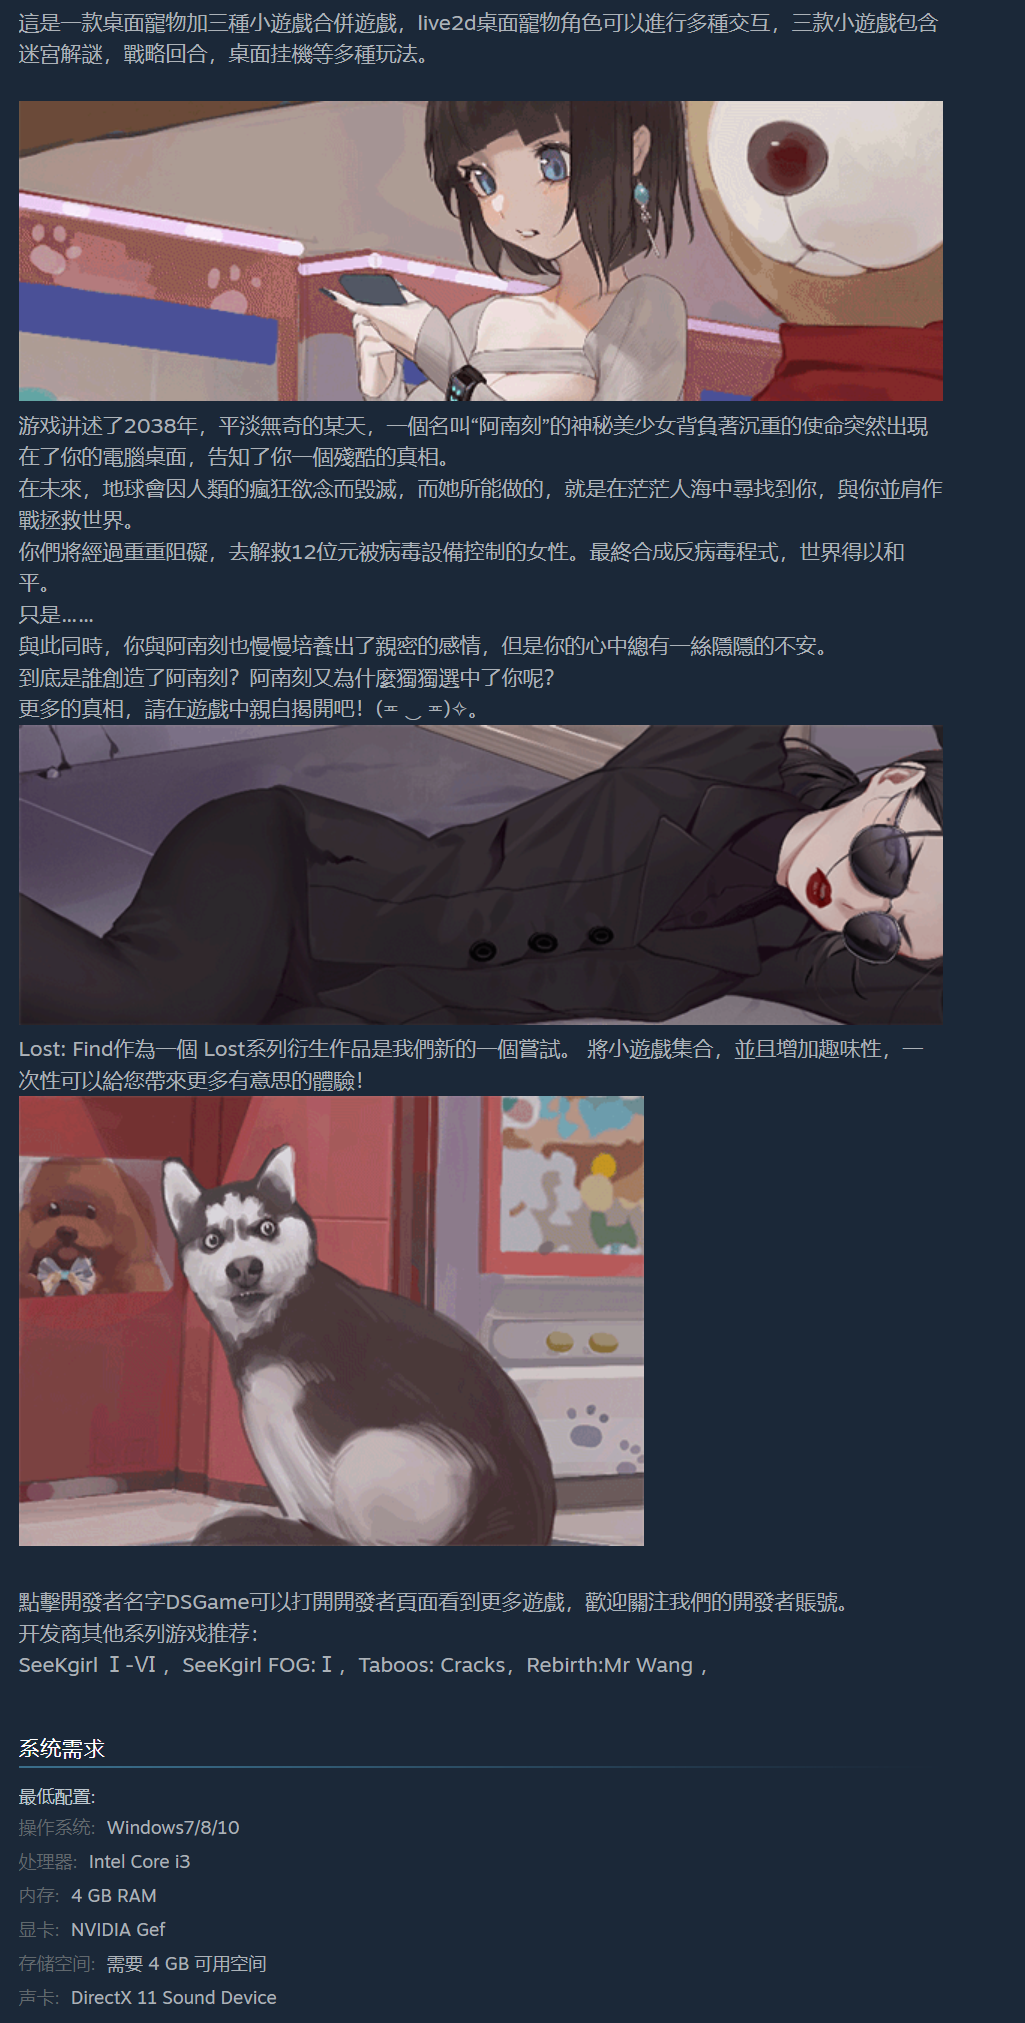 這是一款桌面寵物加三種小遊戲合併遊戲，live2d桌面寵物角色可以進行多種交互，三款小遊戲包含
迷宮解謎，戰略回合，桌面挂機等多種玩法。
游戏讲述了2038年，平淡無奇的某天，一個名叫“阿南刻”的神秘美少女背負著沉重的使命突然出現
在了你的電腦桌面，告知了你一個殘酷的真相。
在未來，地球會因人類的瘋狂欲念而毀滅，而她所能做的，就是在茫茫人海中尋找到你，與你並肩作
戰拯救世界。
你們將經過重重阻礙，去解救12位元被病毒設備控制的女性。最終合成反病毒程式，世界得以和
平。
只是……
與此同時，你與阿南刻也慢慢培養出了親密的感情，但是你的心中總有一絲隱隱的不安。
到底是誰創造了阿南刻？阿南刻又為什麼獨獨選中了你呢？
更多的真相，請在遊戲中親自揭開吧！(≖ ‿ ≖)✧。
Lost: Find作為一個 Lost系列衍生作品是我們新的一個嘗試。 將小遊戲集合，並且增加趣味性，一
次性可以給您帶來更多有意思的體驗！
點擊開發者名字DSGame可以打開開發者頁面看到更多遊戲，歡迎關注我們的開發者賬號。
开发商其他系列游戏推荐：
SeeKgirl Ⅰ-Ⅵ，SeeKgirl FOG:Ⅰ，Taboos: Cracks，Rebirth:Mr Wang ，
系统需求
最低配置:
操作系统: Windows7/8/10
处理器: Intel Core i3
内存: 4 GB RAM
显卡: NVIDIA Gef
存储空间: 需要 4 GB 可用空间
声卡: DirectX 11 Sound Device